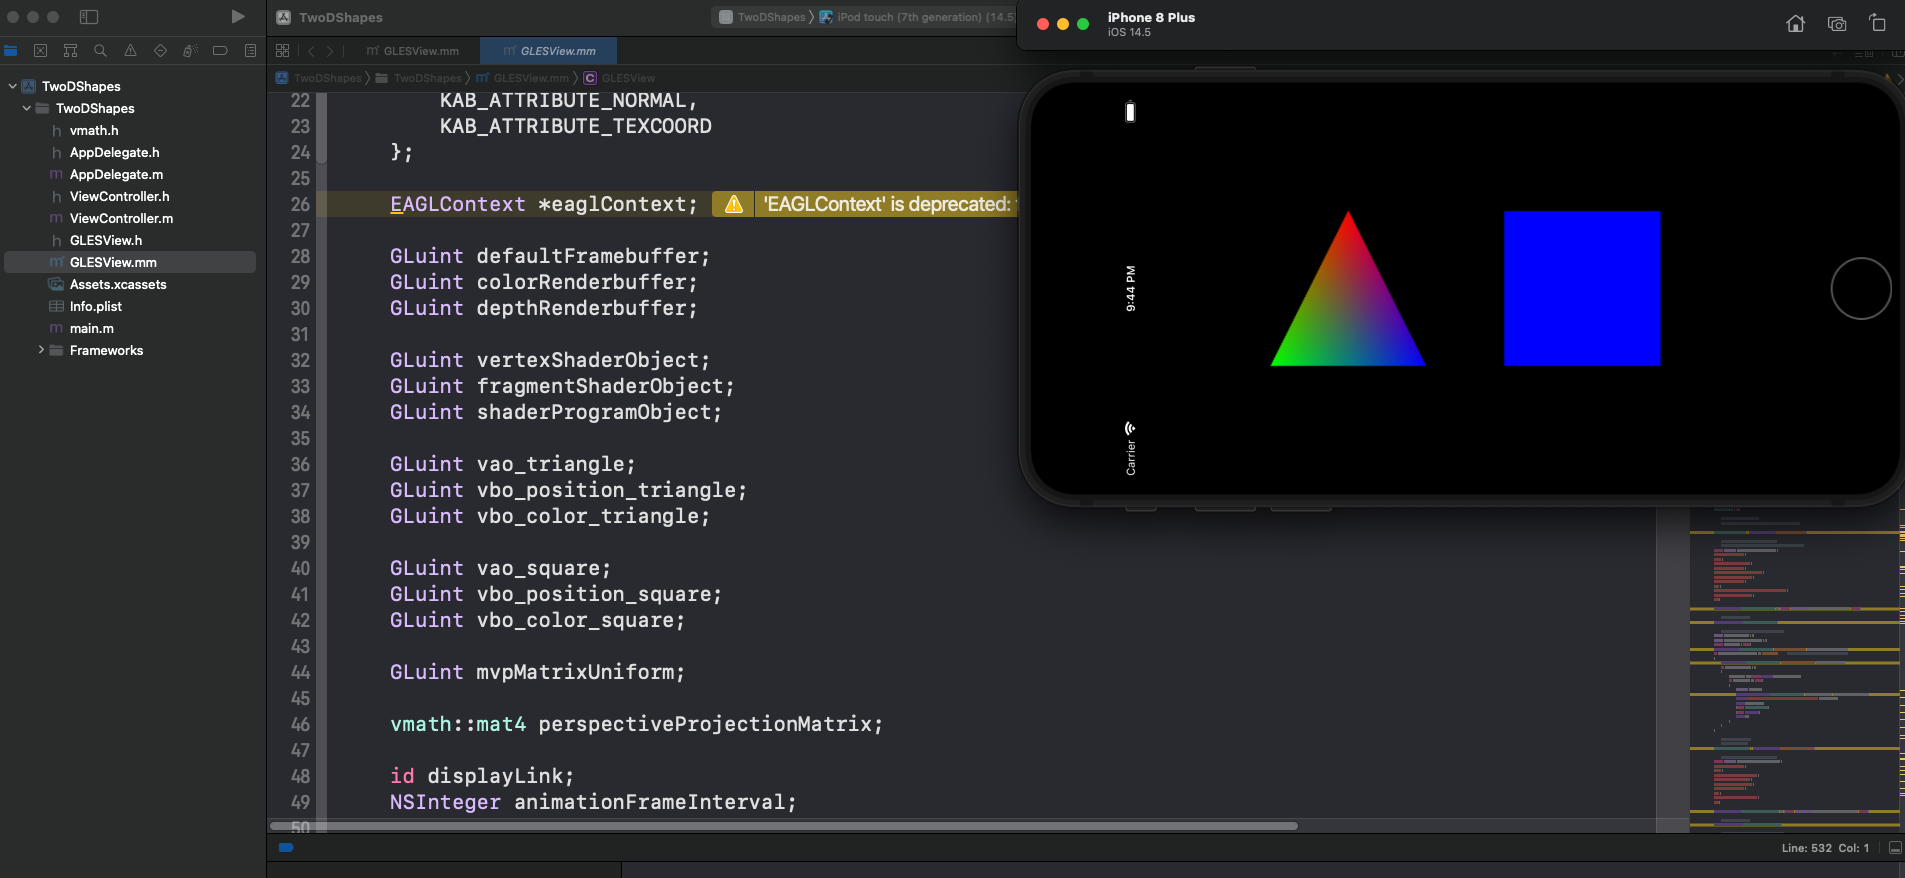 TwoDShapes
TwoDShapes
iPod touch (7th generation) (14.5)
iPhone 8 Plus
iOS 14.5
GLESView.mm
GLESView.mm
TwoDShapes
TwoDShapes
GLESView.mm
C GLESView
TwoDShapes
TwoDShapes
h vmath.h
h AppDelegate.h
m AppDelegate.m
h ViewController.h
m ViewController.m
h GLESView.h
GLESView.mm
Assets.xcassets
Info.plist
m main.m
Frameworks
22 KAB_ATTRIBUTE_NORMAL,
23 KAB_ATTRIBUTE_TEXCOORD
24 };
25
26 EAGLContext *eaglContext; 'EAGLContext' is deprecated:
27
28 GLuint defaultFramebuffer;
29 GLuint colorRenderbuffer;
30 GLuint depthRenderbuffer;
31
32 GLuint vertexShaderObject;
33 GLuint fragmentShaderObject;
34 GLuint shaderProgramObject;
35
36 GLuint vao_triangle;
37 GLuint vbo_position_triangle;
38 GLuint vbo_color_triangle;
39
40 GLuint vao_square;
41 GLuint vbo_position_square;
42 GLuint vbo_color_square;
43
44 GLuint mvpMatrixUniform;
45
46 vmath::mat4 perspectiveProjectionMatrix;
47
48 id displayLink;
49 NSInteger animationFrameInterval;
50
Carrier
9:44 PM
Line: 532 Col: 1